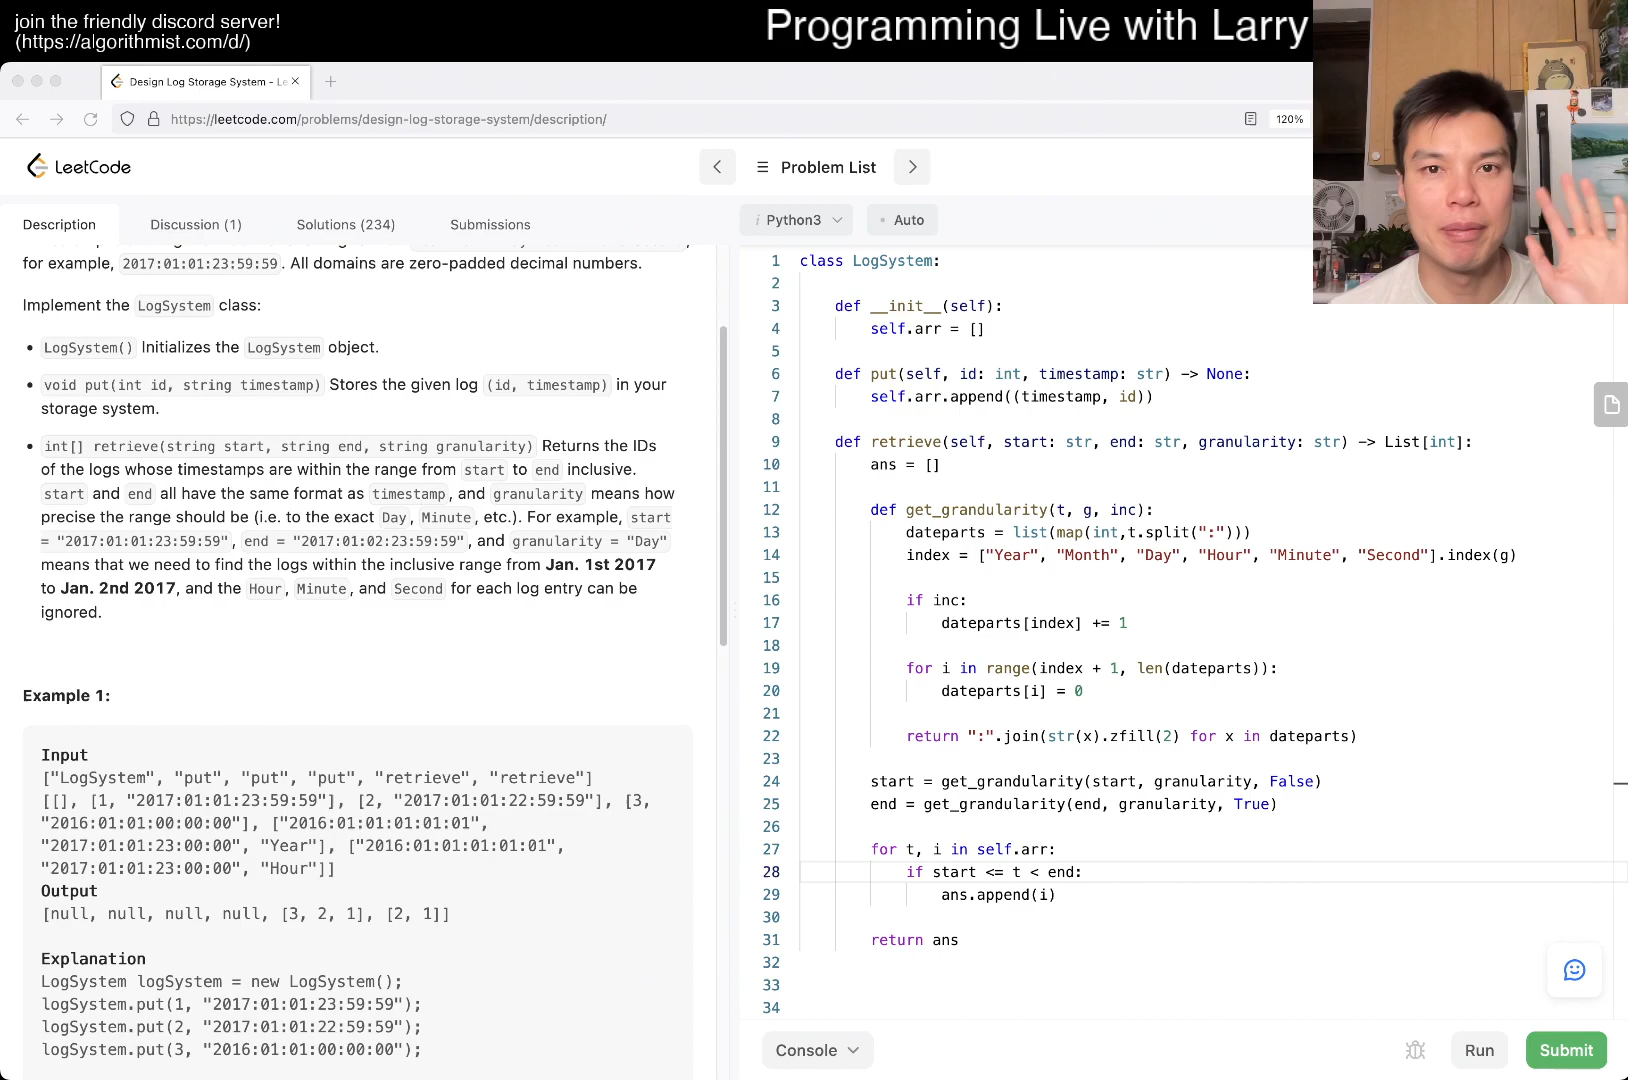 join the friendly discord server!
(https://algorithmist.com/d/)
Programming Live with Larry
Design Log Storage System - Le
https://leetcode.com/problems/design-log-storage-system/description/
120%
LeetCode
Problem List
Description
Discussion (1)
Solutions (234)
Submissions
Python3
Auto
for example, 2017:01:01:23:59:59. All domains are zero-padded decimal numbers.
Implement the LogSystem class:
• LogSystem() Initializes the LogSystem object.
• void put(int id, string timestamp) Stores the given log (id, timestamp) in your
storage system.
• int[] retrieve(string start, string end, string granularity) Returns the IDs
of the logs whose timestamps are within the range from start to end inclusive.
start and end all have the same format as timestamp, and granularity means how
precise the range should be (i.e. to the exact Day, Minute, etc.). For example, start
= "2017:01:01:23:59:59", end = "2017:01:02:23:59:59", and granularity = "Day"
means that we need to find the logs within the inclusive range from Jan. 1st 2017
to Jan. 2nd 2017, and the Hour, Minute, and Second for each log entry can be
ignored.
Example 1:
Input
["LogSystem", "put", "put", "put", "retrieve", "retrieve"]
[[], [1, "2017:01:01:23:59:59"], [2, "2017:01:01:22:59:59"], [3,
"2016:01:01:00:00:00"], ["2016:01:01:01:01:01",
"2017:01:01:23:00:00", "Year"], ["2016:01:01:01:01:01",
"2017:01:01:23:00:00", "Hour"]]
Output
[null, null, null, null, [3, 2, 1], [2, 1]]
Explanation
LogSystem logSystem = new LogSystem();
logSystem.put(1, "2017:01:01:23:59:59");
logSystem.put(2, "2017:01:01:22:59:59");
logSystem.put(3, "2016:01:01:00:00:00");
1 class LogSystem:
2
3 def __init__(self):
4 self.arr = []
5
6 def put(self, id: int, timestamp: str) -> None:
7 self.arr.append((timestamp, id))
8
9 def retrieve(self, start: str, end: str, granularity: str) -> List[int]:
10 ans = []
11
12 def get_grandularity(t, g, inc):
13 dateparts = list(map(int,t.split(":")))
14 index = ["Year", "Month", "Day", "Hour", "Minute", "Second"].index(g)
15
16 if inc:
17 dateparts[index] += 1
18
19 for i in range(index + 1, len(dateparts)):
20 dateparts[i] = 0
21
22 return ":".join(str(x).zfill(2) for x in dateparts)
23
24 start = get_grandularity(start, granularity, False)
25 end = get_grandularity(end, granularity, True)
26
27 for t, i in self.arr:
28 if start <= t < end:
29 ans.append(i)
30
31 return ans
32
33
34
Console
Run
Submit